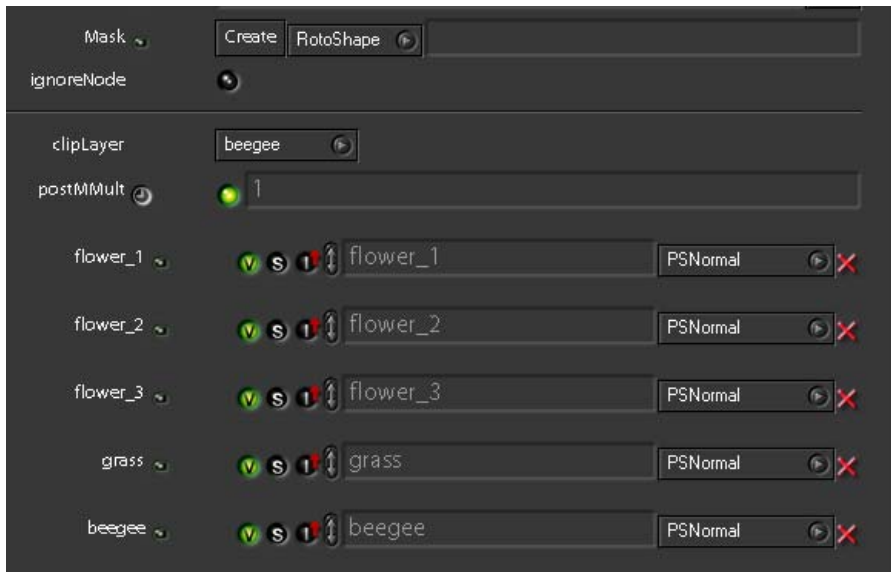 Mask Create RotoShape
ignoreNode
clipLayer beegee
postMMult 1
flower_1 V S I flower_1 PSNormal
flower_2 V S I flower_2 PSNormal
flower_3 V S I flower_3 PSNormal
grass V S I grass PSNormal
beegee V S I beegee PSNormal